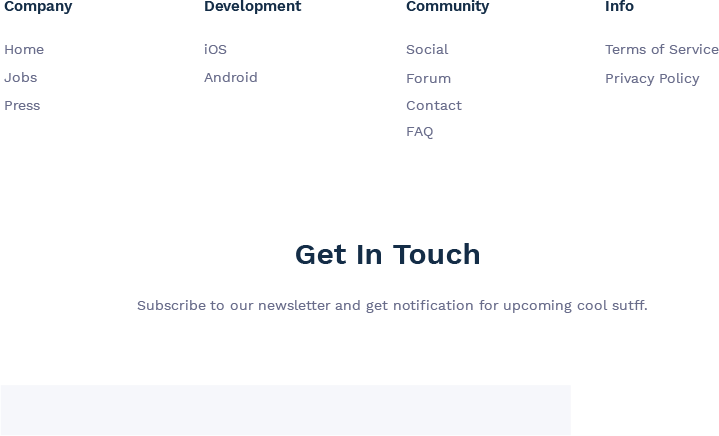 Company
Home
Jobs
Press
Development
iOS
Android
Community
Social
Forum
Contact
FAQ
Info
Terms of Service
Privacy Policy
Get In Touch
Subscribe to our newsletter and get notification for upcoming cool sutff.